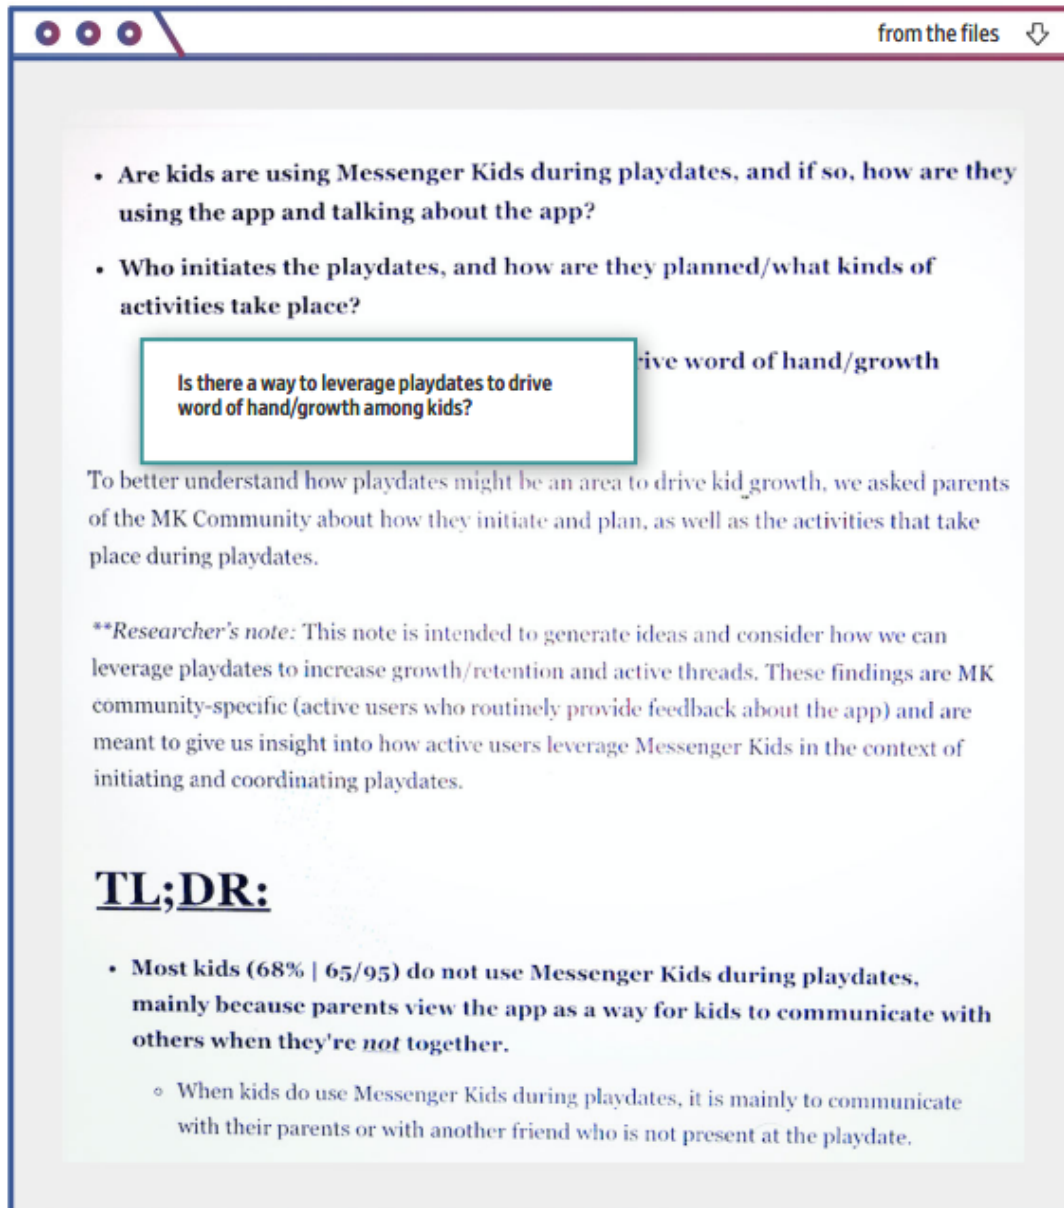 from the files
• Are kids are using Messenger Kids during playdates, and if so, how are they
using the app and talking about the app?
• Who initiates the playdates, and how are they planned/what kinds of
activities take place?
rive word of hand/growth
Is there a way to leverage playdates to drive
word of hand/growth among kids?
To better understand how playdates might be an area to drive kid growth, we asked parents
of the MK Community about how they initiate and plan, as well as the activities that take
place during playdates.
**Researcher's note: This note is intended to generate ideas and consider how we can
leverage playdates to increase growth/retention and active threads. These findings are MK
community-specific (active users who routinely provide feedback about the app) and are
meant to give us insight into how active users leverage Messenger Kids in the context of
initiating and coordinating playdates.
TL;DR:
• Most kids (68% | 65/95) do not use Messenger Kids during playdates,
mainly because parents view the app as a way for kids to communicate with
others when they're not together.
◦ When kids do use Messenger Kids during playdates, it is mainly to communicate
with their parents or with another friend who is not present at the playdate.